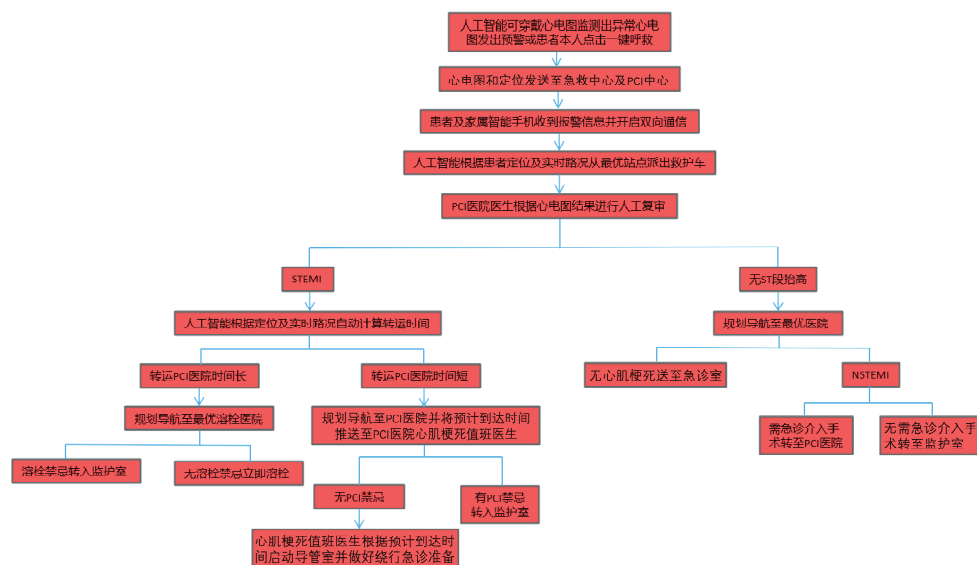 人工智能可穿戴心电图监测出异常心电
图发出预警或患者本人点击一键呼救
心电图和定位发送至急救中心及PCI中心
患者及家属智能手机收到报警信息并开启双向通信
人工智能根据患者定位及实时路况从最优站点派出救护车
PCI医院医生根据心电图结果进行人工复审
STEMI
无ST段抬高
人工智能根据定位及实时路况自动计算转运时间
规划导航至最优医院
转运PCI医院时间长
转运PCI医院时间短
无心肌梗死送至急诊室
NSTEMI
规划导航至最优溶栓医院
规划导航至PCI医院并将预计到达时间
推送至PCI医院心肌梗死值班医生
需急诊介入手
术转至PCI医院
无需急诊介入手
术转至监护室
溶栓禁忌转入监护室
无溶栓禁忌立即溶栓
无PCI禁忌
有PCI禁忌
转入监护室
心肌梗死值班医生根据预计到达时
间启动导管室并做好绕行急诊准备